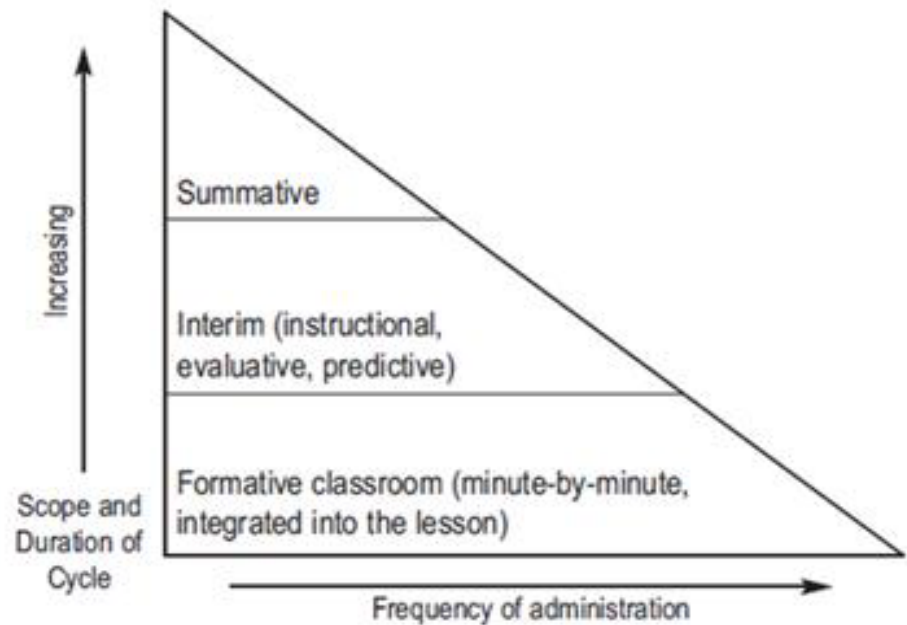 Increasing
Summative
Interim (instructional,
evaluative, predictive)
Formative classroom (minute-by-minute,
integrated into the lesson)
Scope and
Duration of
Cycle
Frequency of administration